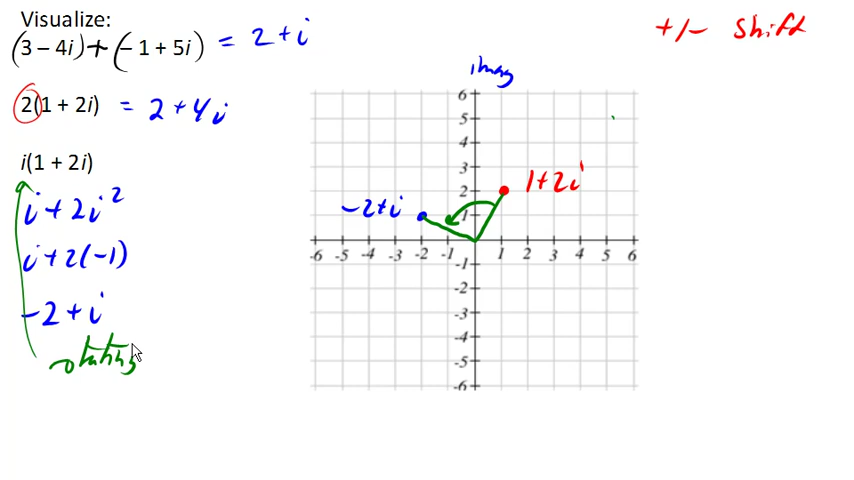 Visualize:
(3 – 4i) + (– 1 + 5i) = 2 + i
+/- Shift
imag
2(1 + 2i) = 2 + 4i
i(1 + 2i)
i + 2i²
i + 2(-1)
-2 + i
rotating
1 + 2i
-2 + i
6
5
4
3
2
1
-6 -5 -4 -3 -2 -1 1 2 3 4 5 6
-1
-2
-3
-4
-5
-6